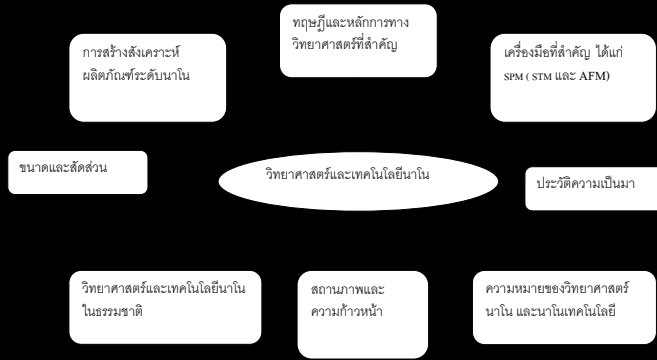 ทฤษฎีและหลักการทาง
วิทยาศาสตร์ที่สำคัญ
การสร้างสังเคราะห์
ผลิตภัณฑ์ระดับนาโน
เครื่องมือที่สำคัญ ได้แก่
SPM ( STM และ AFM)
ขนาดและสัดส่วน
วิทยาศาสตร์และเทคโนโลยีนาโน
ประวัติความเป็นมา
วิทยาศาสตร์และเทคโนโลยีนาโน
ในธรรมชาติ
สถานภาพและ
ความก้าวหน้า
ความหมายของวิทยาศาสตร์
นาโน และนาโนเทคโนโลยี